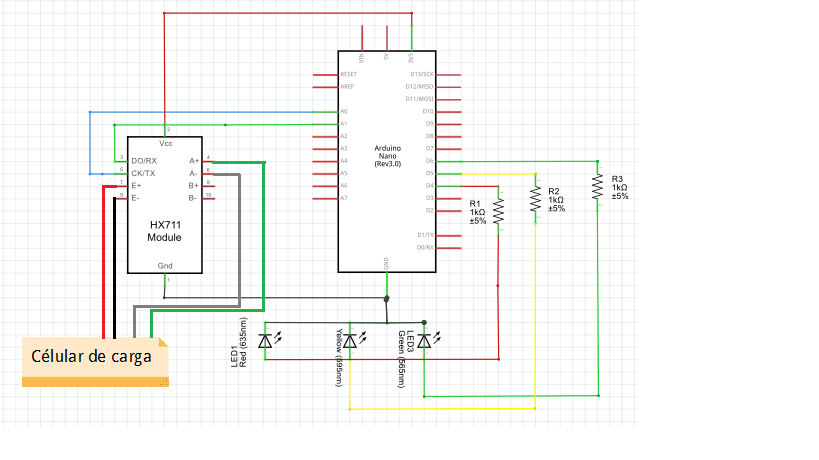 VIN
5V
3V3
RESET
AREF
A0
A1
A2
A3
A4
A5
A6
A7
D13/SCK
D12/MISO
D11/MOSI
D10
D9
D8
D7
D6
D5
D4
D3
D2
D1/TX
D0/RX
GND
Arduino
Nano
(Rev3.0)
2
Vcc
3
DO/RX
CK/TX
7
E+
E-
4
A+
A-
B+
10
B-
HX711
Module
Gnd
1
R1
1kΩ
±5%
R2
1kΩ
±5%
R3
1kΩ
±5%
LED1
Red (635nm)
Yellow (595nm)
LED3
Green (565nm)
Célular de carga